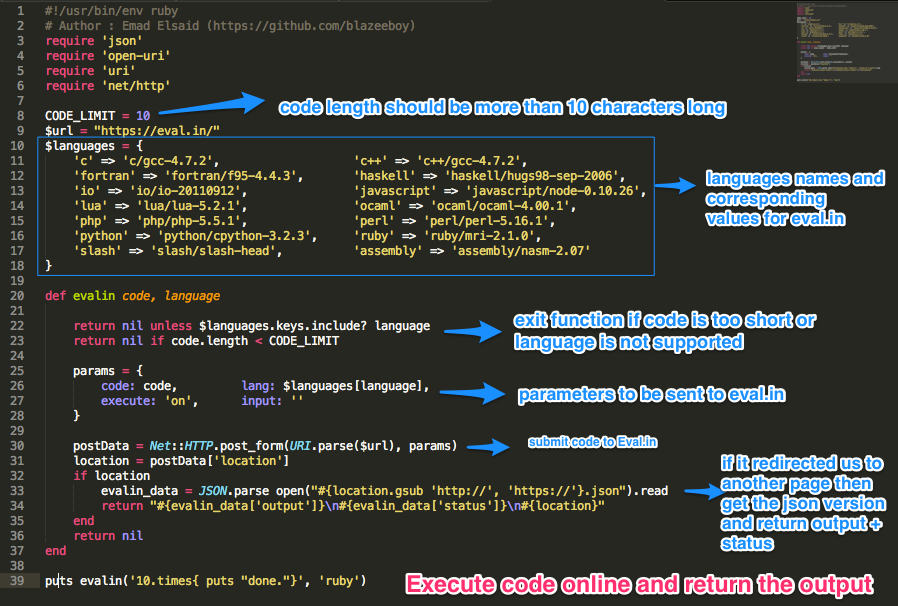 1 #!/usr/bin/env ruby
2 # Author : Emad Elsaid (https://github.com/blazeeboy)
3 require 'json'
4 require 'open-uri'
5 require 'uri'
6 require 'net/http'
7
8 CODE_LIMIT = 10
code length should be more than 10 characters long
9 $url = "https://eval.in/"
10 $languages = {
11 'c' => 'c/gcc-4.7.2', 'c++' => 'c++/gcc-4.7.2',
12 'fortran' => 'fortran/f95-4.4.3', 'haskell' => 'haskell/hugs98-sep-2006',
13 'io' => 'io/io-20110912', 'javascript' => 'javascript/node-0.10.26',
14 'lua' => 'lua/lua-5.2.1', 'ocaml' => 'ocaml/ocaml-4.00.1',
15 'php' => 'php/php-5.5.1', 'perl' => 'perl/perl-5.16.1',
16 'python' => 'python/cpython-3.2.3', 'ruby' => 'ruby/mri-2.1.0',
17 'slash' => 'slash/slash-head', 'assembly' => 'assembly/nasm-2.07'
18 }
languages names and
corresponding
values for eval.in
19
20 def evalin code, language
21
22 return nil unless $languages.keys.include? language
23 return nil if code.length < CODE_LIMIT
exit function if code is too short or
language is not supported
24
25 params = {
26 code: code, lang: $languages[language],
27 execute: 'on', input: ''
28 }
parameters to be sent to eval.in
29
30 postData = Net::HTTP.post_form(URI.parse($url), params)
submit code to Eval.in
31 location = postData['location']
32 if location
33 evalin_data = JSON.parse open("#{location.gsub 'http://', 'https://'}.json").read
34 return "#{evalin_data['output']}\n#{evalin_data['status']}\n#{location}"
35 end
36 return nil
37 end
if it redirected us to
another page then
get the json version
and return output +
status
38
39 puts evalin('10.times{ puts "done."}', 'ruby')
Execute code online and return the output